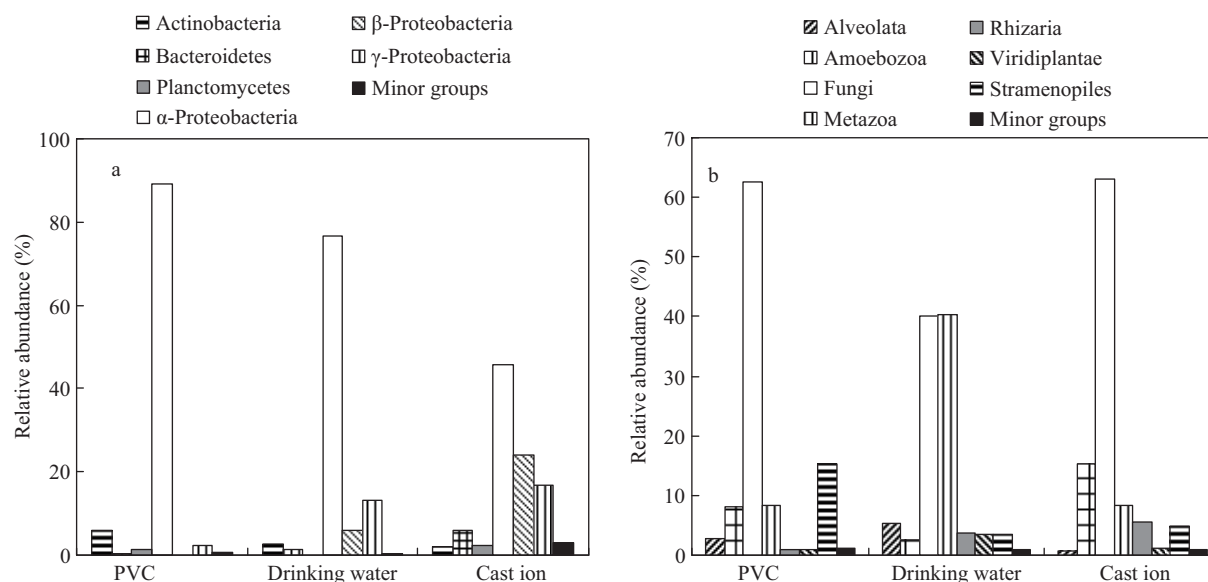 Actinobacteria
β-Proteobacteria
Bacteroidetes
γ-Proteobacteria
Planctomycetes
Minor groups
α-Proteobacteria
100
80
60
40
20
0
Relative abundance (%)
a
PVC
Drinking water
Cast ion
Alveolata
Rhizaria
Amoebozoa
Viridiplantae
Fungi
Stramenopiles
Metazoa
Minor groups
70
60
50
40
30
20
10
0
Relative abundance (%)
b
PVC
Drinking water
Cast ion